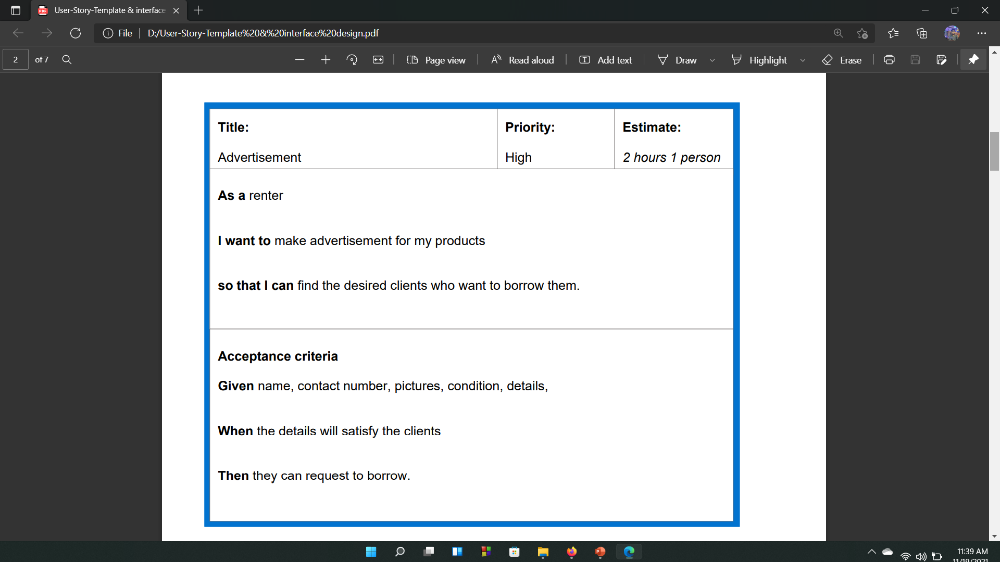 User-Story-Template & interface
File
D:/User-Story-Template%20&%20interface%20design.pdf
2 of 7
Page view
Read aloud
Add text
Draw
Highlight
Erase
Title:
Priority:
Estimate:
Advertisement
High
2 hours 1 person
As a renter
I want to make advertisement for my products
so that I can find the desired clients who want to borrow them.
Acceptance criteria
Given name, contact number, pictures, condition, details,
When the details will satisfy the clients
Then they can request to borrow.
11:39 AM
11/19/2021